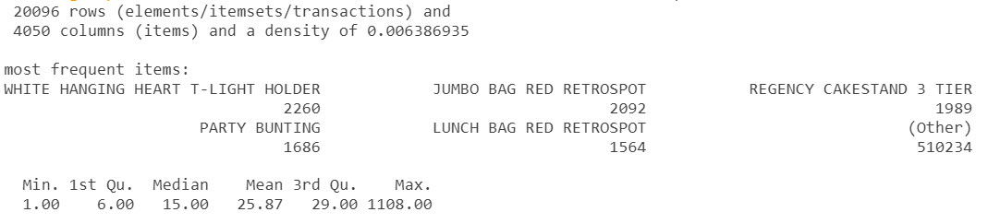 20096 rows (elements/itemsets/transactions) and
4050 columns (items) and a density of 0.006386935
most frequent items:
WHITE HANGING HEART T-LIGHT HOLDER JUMBO BAG RED RETROSPOT REGENCY CAKESTAND 3 TIER
2260 2092 1989
PARTY BUNTING LUNCH BAG RED RETROSPOT (Other)
1686 1564 510234
Min. 1st Qu. Median Mean 3rd Qu. Max.
1.00 6.00 15.00 25.87 29.00 1108.00